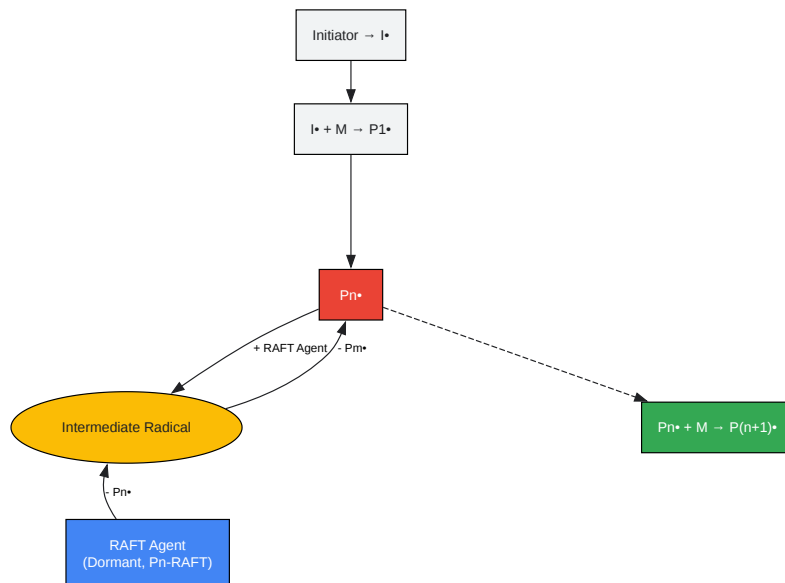 Initiator → I•
I• + M → P1•
Pn•
+ RAFT Agent
- Pm•
Intermediate Radical
Pn• + M → P(n+1)•
- Pn•
RAFT Agent
(Dormant, Pn-RAFT)